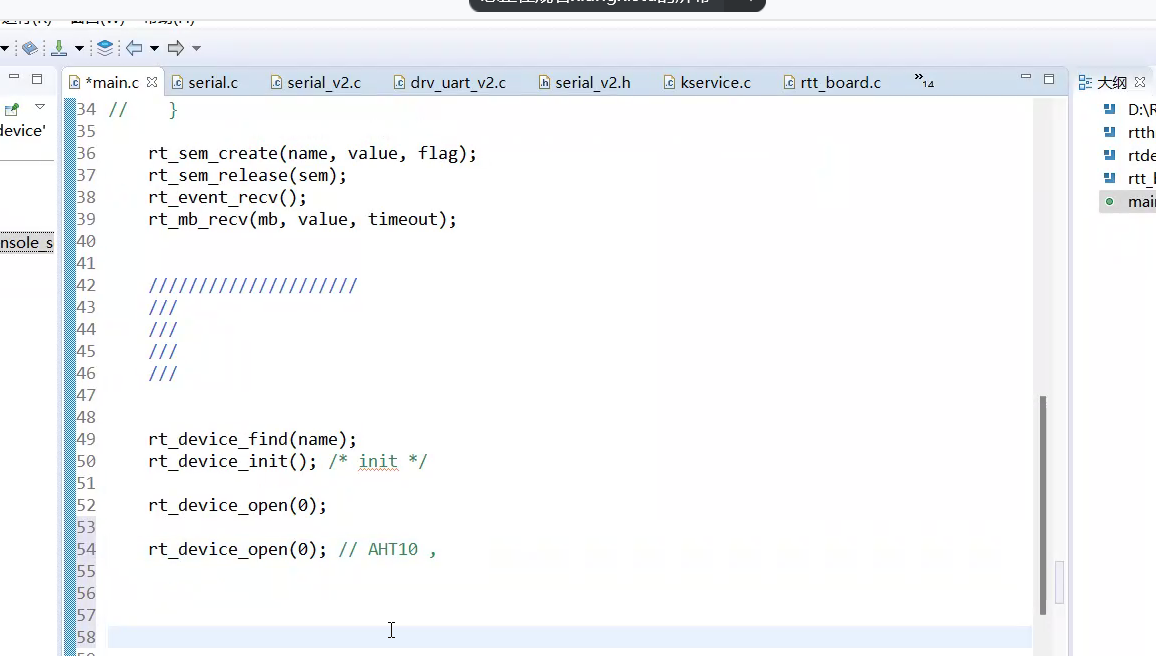 *main.c serial.c serial_v2.c drv_uart_v2.c serial_v2.h kservice.c rtt_board.c »14 大纲
34 // }
35
36 rt_sem_create(name, value, flag);
37 rt_sem_release(sem);
38 rt_event_recv();
39 rt_mb_recv(mb, value, timeout);
40
41
42 /////////////////////
43 ///
44 ///
45 ///
46 ///
47
48
49 rt_device_find(name);
50 rt_device_init(); /* init */
51
52 rt_device_open(0);
53
54 rt_device_open(0); // AHT10 ,
55
56
57
58
device'
nsole_s
D:\R
rtth
rtde
rtt_
mai